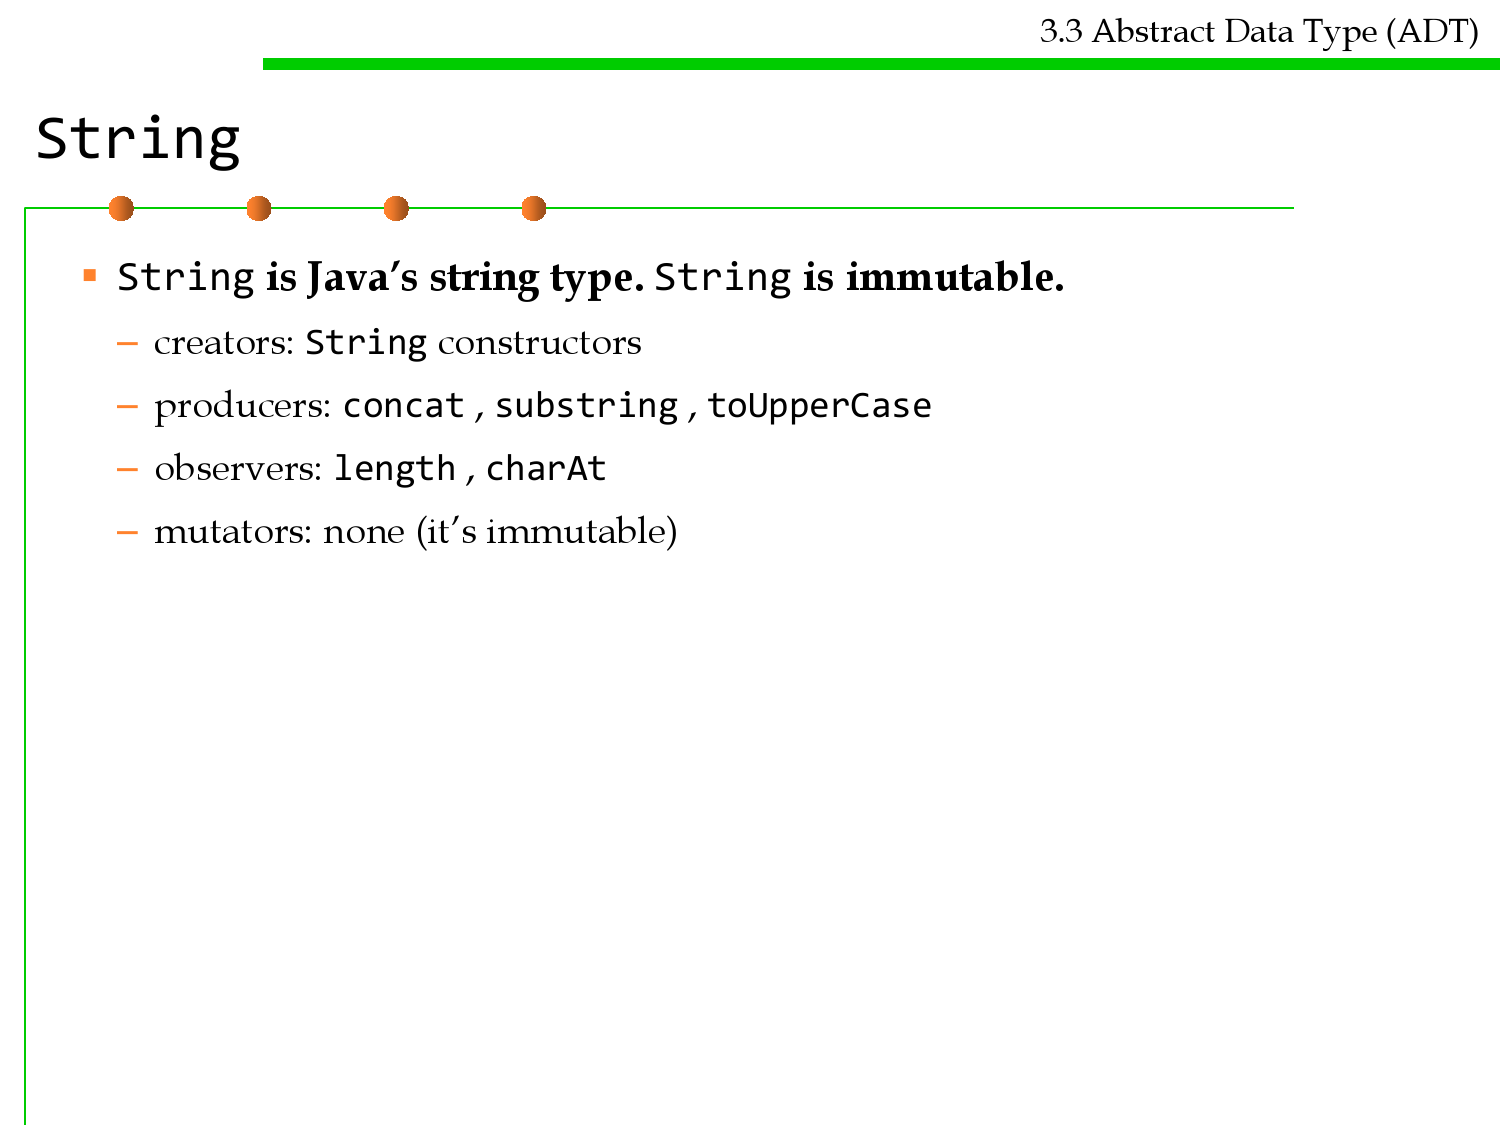 3.3 Abstract Data Type (ADT)
String
▪ String is Java’s string type. String is immutable.
– creators: String constructors
– producers: concat , substring , toUpperCase
– observers: length , charAt
– mutators: none (it’s immutable)